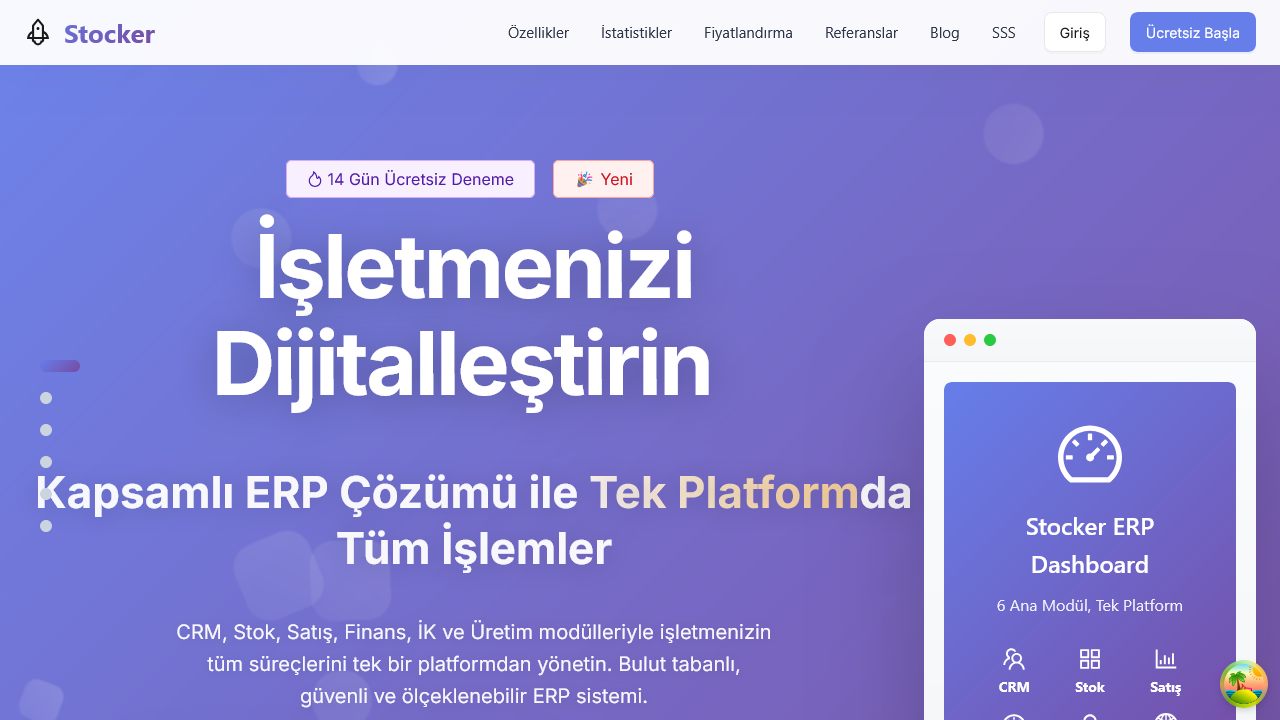 Stocker
Özellikler
İstatistikler
Fiyatlandırma
Referanslar
Blog
SSS
Giriş
Ücretsiz Başla
14 Gün Ücretsiz Deneme
🎉 Yeni
İşletmenizi
Dijitalleştirin
Kapsamlı ERP Çözümü ile Tek Platformda
Tüm İşlemler
CRM, Stok, Satış, Finans, İK ve Üretim modülleriyle işletmenizin
tüm süreçlerini tek bir platformdan yönetin. Bulut tabanlı,
güvenli ve ölçeklenebilir ERP sistemi.
Stocker ERP
Dashboard
6 Ana Modül, Tek Platform
CRM
Stok
Satış